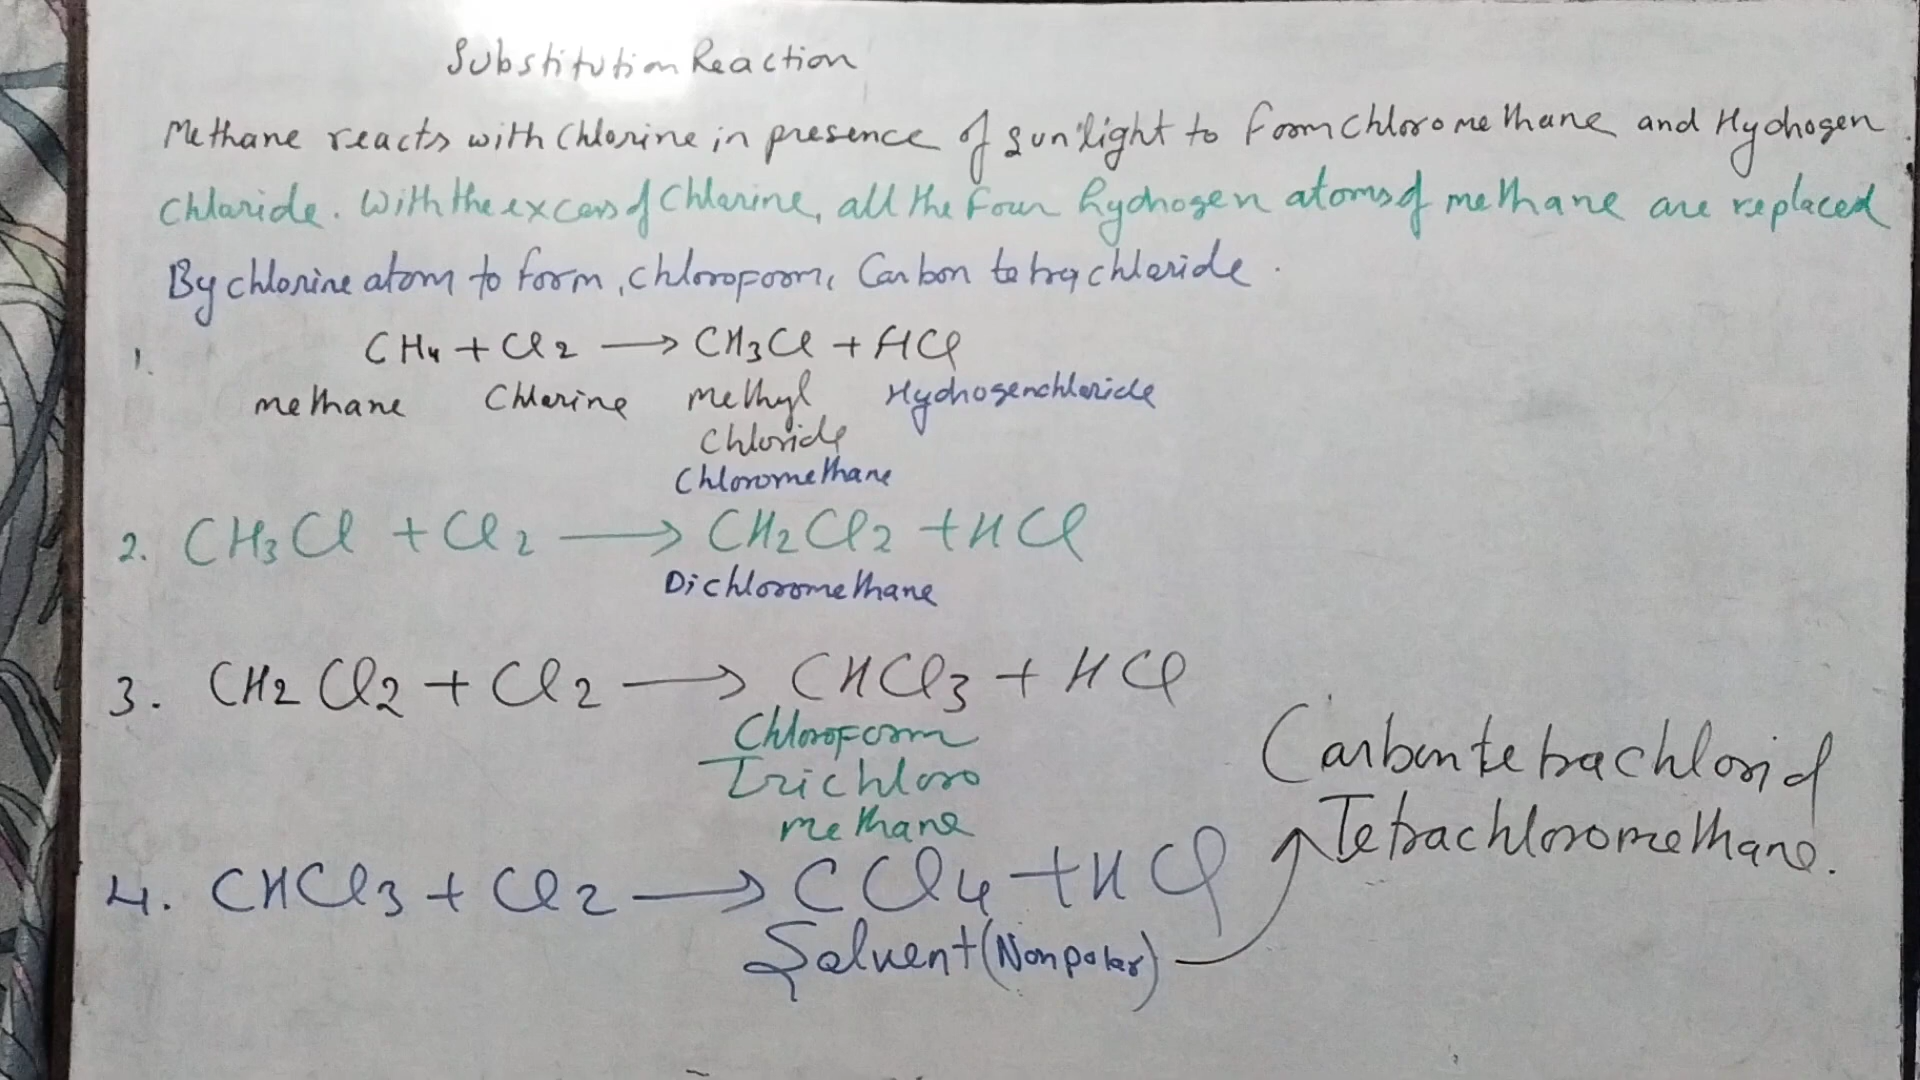 Substitution Reaction
Methane reacts with Chlorine in presence of sunlight to form chloromethane and Hydrogen
Chloride. With the excess of Chlorine, all the four hydrogen atoms of methane are replaced
By chlorine atom to form, chloroform, Carbon tetrachloride.
1. CH4 + Cl2 → CH3Cl + HCl
methane Chlorine methyl Hydrogenchloride
Chloride
Chloromethane
2. CH3Cl + Cl2 → CH2Cl2 + HCl
Dichloromethane
3. CH2Cl2 + Cl2 → CHCl3 + HCl
Chloroform
Trichloro
methane
Carbontetrachlorid
Tetrachloromethane.
4. CHCl3 + Cl2 → CCl4 + HCl
Solvent (Nonpolar)